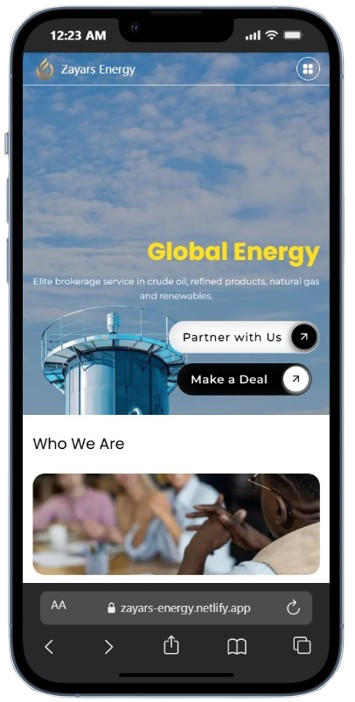 12:23 AM
Zayars Energy
Global Energy
Elite brokerage service in crude oil, refined products, natural gas
and renewables.
Partner with Us
Make a Deal
Who We Are
AA
zayars-energy.netlify.app